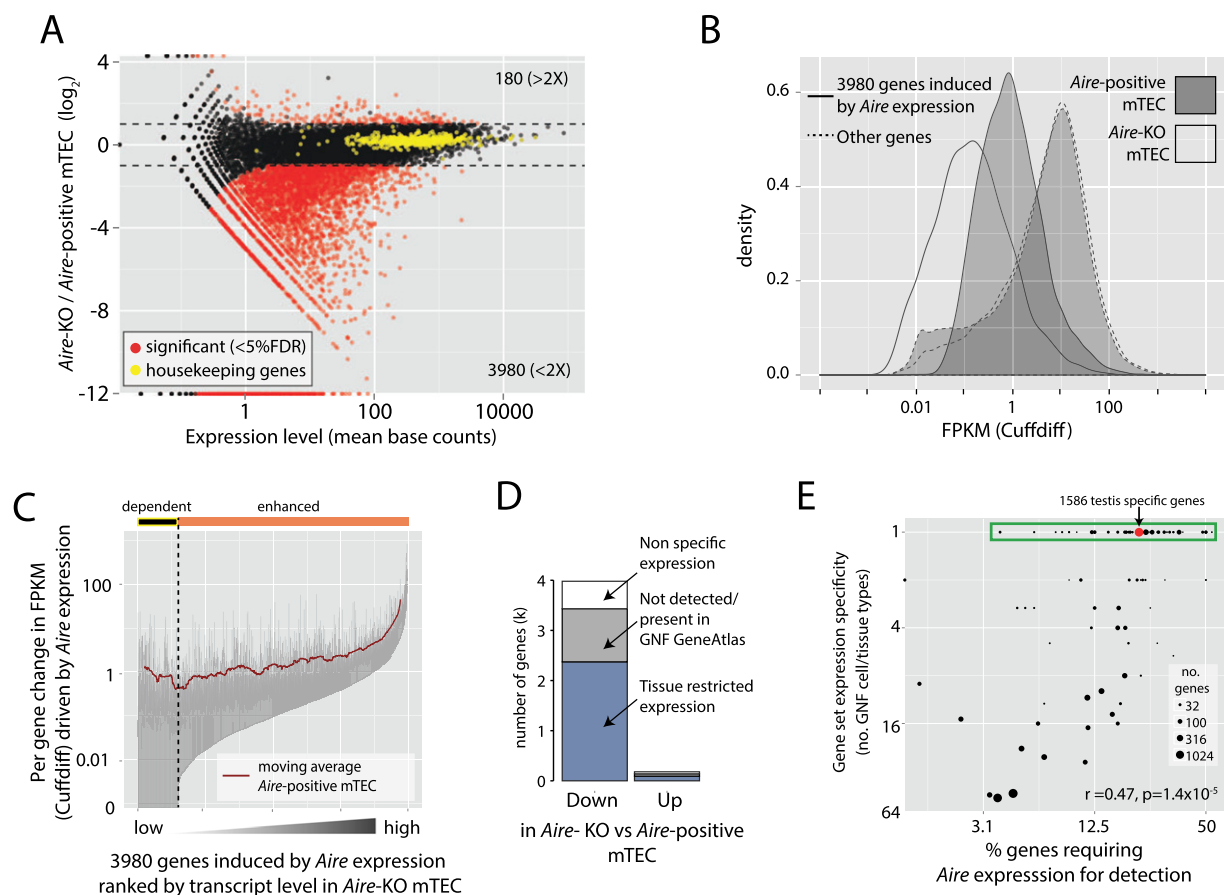 A
Aire-KO / Aire-positive mTEC (log2)
4
0
-4
-8
-12
180 (>2X)
3980 (<2X)
significant (<5%FDR)
housekeeping genes
1
100
10000
Expression level (mean base counts)
B
density
0.6
0.4
0.2
0.0
3980 genes induced
by Aire expression
Other genes
Aire-positive
mTEC
Aire-KO
mTEC
0.01
1
100
FPKM (Cuffdiff)
C
dependent
enhanced
Per gene change in FPKM
(Cuffdiff) driven by Aire expression
100
1
0.01
0
moving average
Aire-positive mTEC
low
high
3980 genes induced by Aire expression
ranked by transcript level in Aire-KO mTEC
D
number of genes (k)
4
3
2
1
0
Non specific
expression
Not detected/
present in
GNF GeneAtlas
Tissue restricted
expression
Down
Up
in Aire- KO vs Aire-positive
mTEC
E
1586 testis specific genes
Gene set expression specificity
(no. GNF cell/tissue types)
1
4
16
64
no.
genes
32
100
316
1024
r =0.47, p=1.4x10-5
3.1
12.5
50
% genes requiring
Aire expresssion for detection